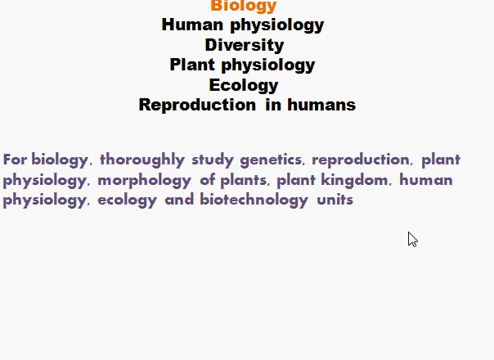 Biology
Human physiology
Diversity
Plant physiology
Ecology
Reproduction in humans
For biology, thoroughly study genetics, reproduction, plant
physiology, morphology of plants, plant kingdom, human
physiology, ecology and biotechnology units